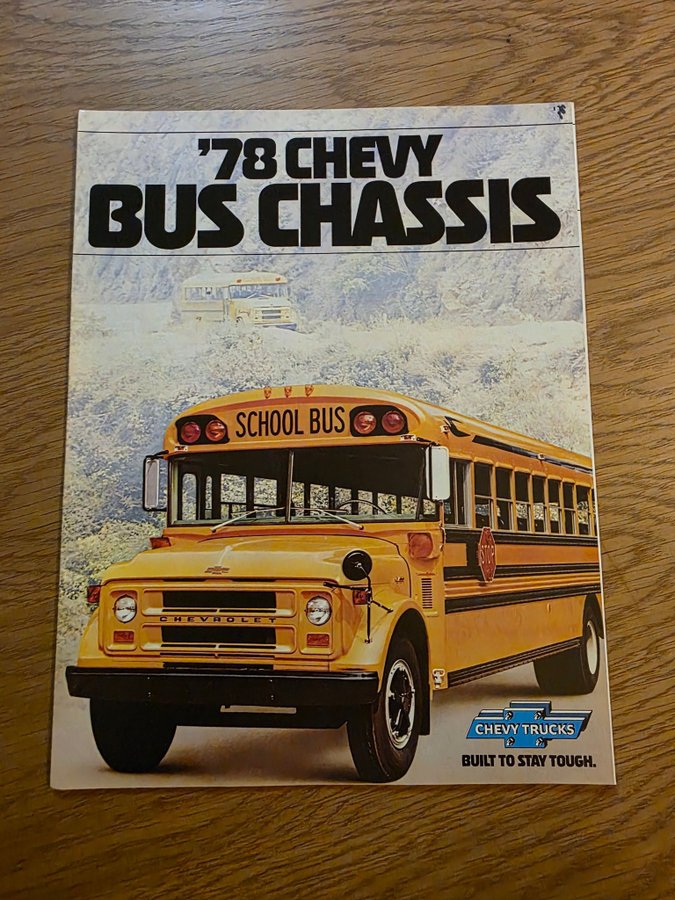 '78 CHEVY
BUS CHASSIS
SCHOOL BUS
STOP
CHEVROLET
CHEVY TRUCKS
BUILT TO STAY TOUGH.